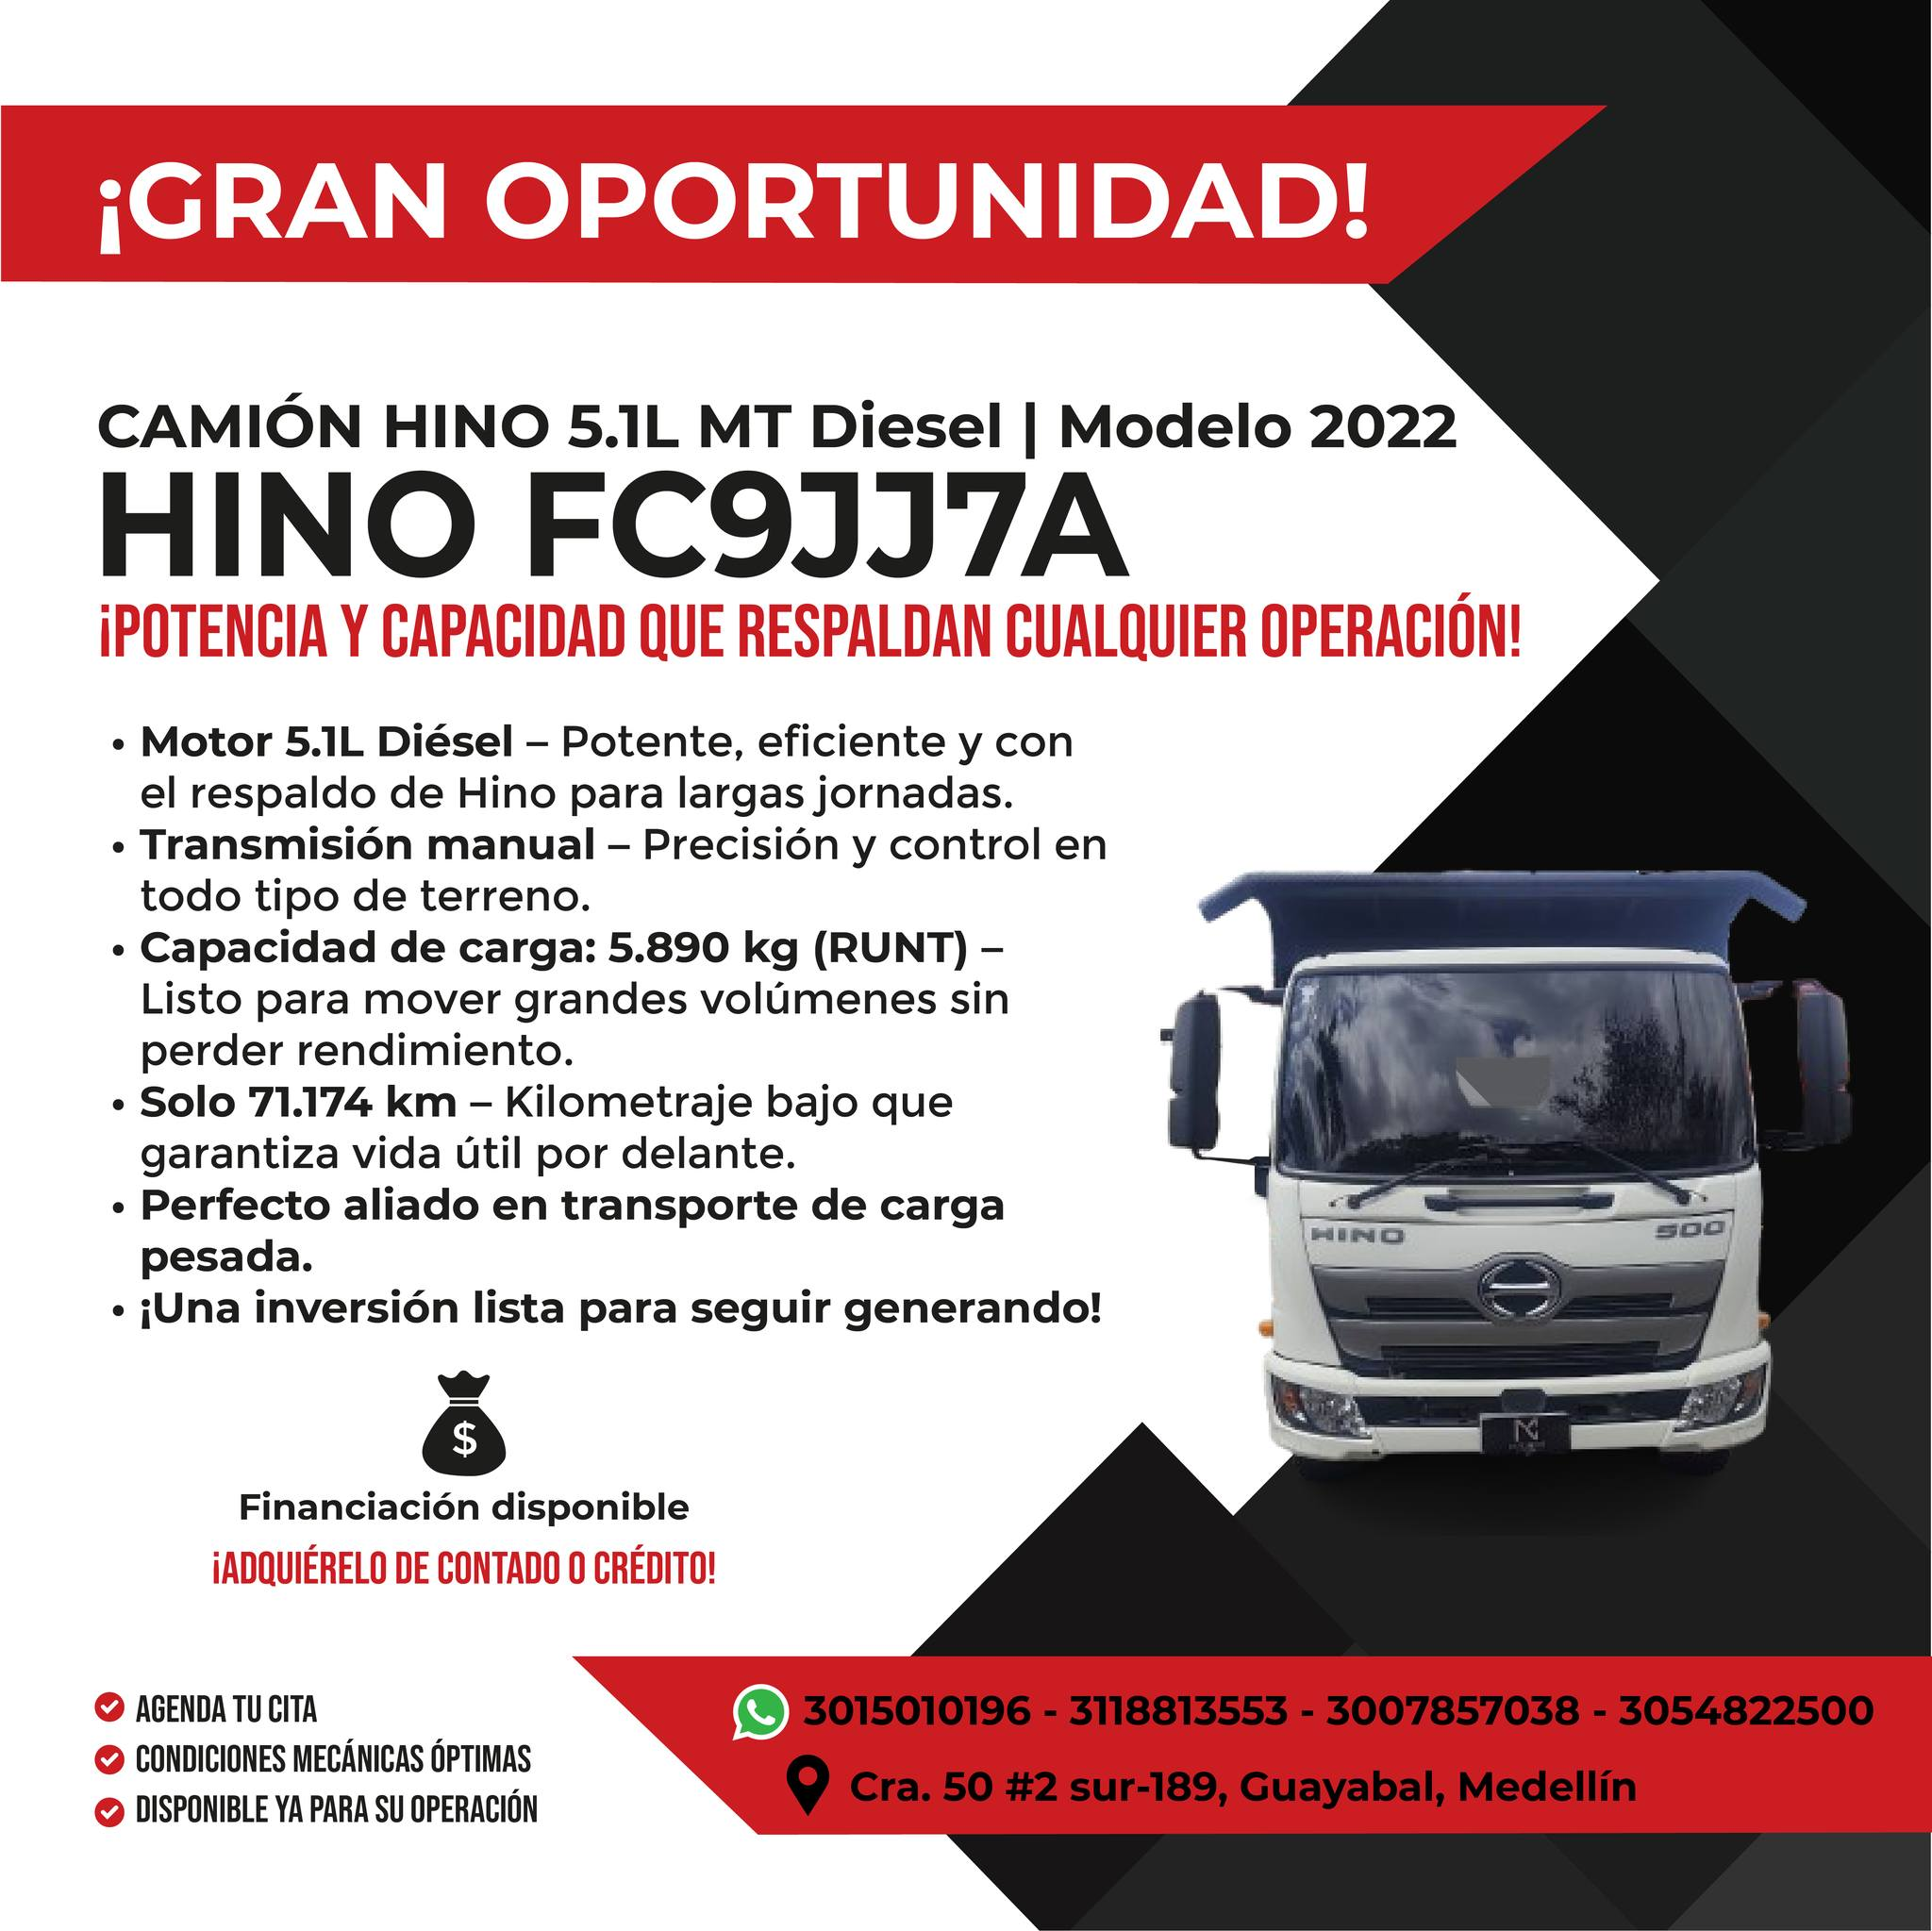 ¡GRAN OPORTUNIDAD!
CAMIÓN HINO 5.1L MT Diesel | Modelo 2022
HINO FC9JJ7A
¡POTENCIA Y CAPACIDAD QUE RESPALDAN CUALQUIER OPERACIÓN!
• Motor 5.1L Diésel – Potente, eficiente y con
el respaldo de Hino para largas jornadas.
• Transmisión manual – Precisión y control en
todo tipo de terreno.
• Capacidad de carga: 5.890 kg (RUNT) –
Listo para mover grandes volúmenes sin
perder rendimiento.
• Solo 71.174 km – Kilometraje bajo que
garantiza vida útil por delante.
• Perfecto aliado en transporte de carga
pesada.
• ¡Una inversión lista para seguir generando!
HINO 500
$
Financiación disponible
¡ADQUIÉRELO DE CONTADO O CRÉDITO!
AGENDA TU CITA
CONDICIONES MECÁNICAS ÓPTIMAS
DISPONIBLE YA PARA SU OPERACIÓN
3015010196 - 3118813553 - 3007857038 - 3054822500
Cra. 50 #2 sur-189, Guayabal, Medellín